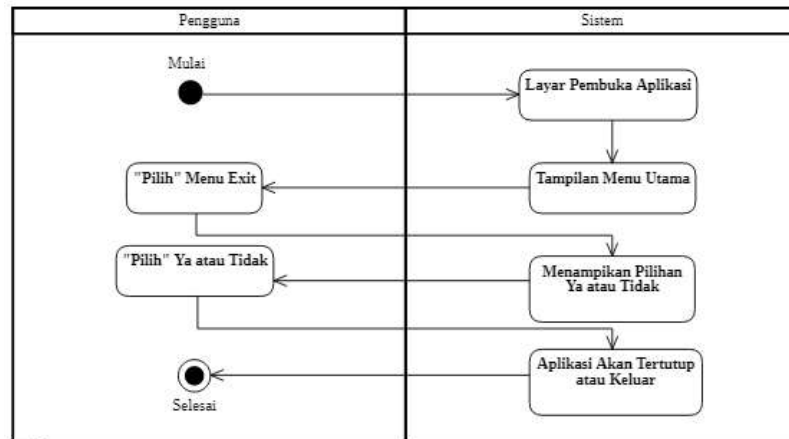 Pengguna
Sistem
Mulai
Layar Pembuka Aplikasi
"Pilih" Menu Exit
Tampilan Menu Utama
"Pilih" Ya atau Tidak
Menampikan Pilihan
Ya atau Tidak
Aplikasi Akan Tertutup
atau Keluar
Selesai